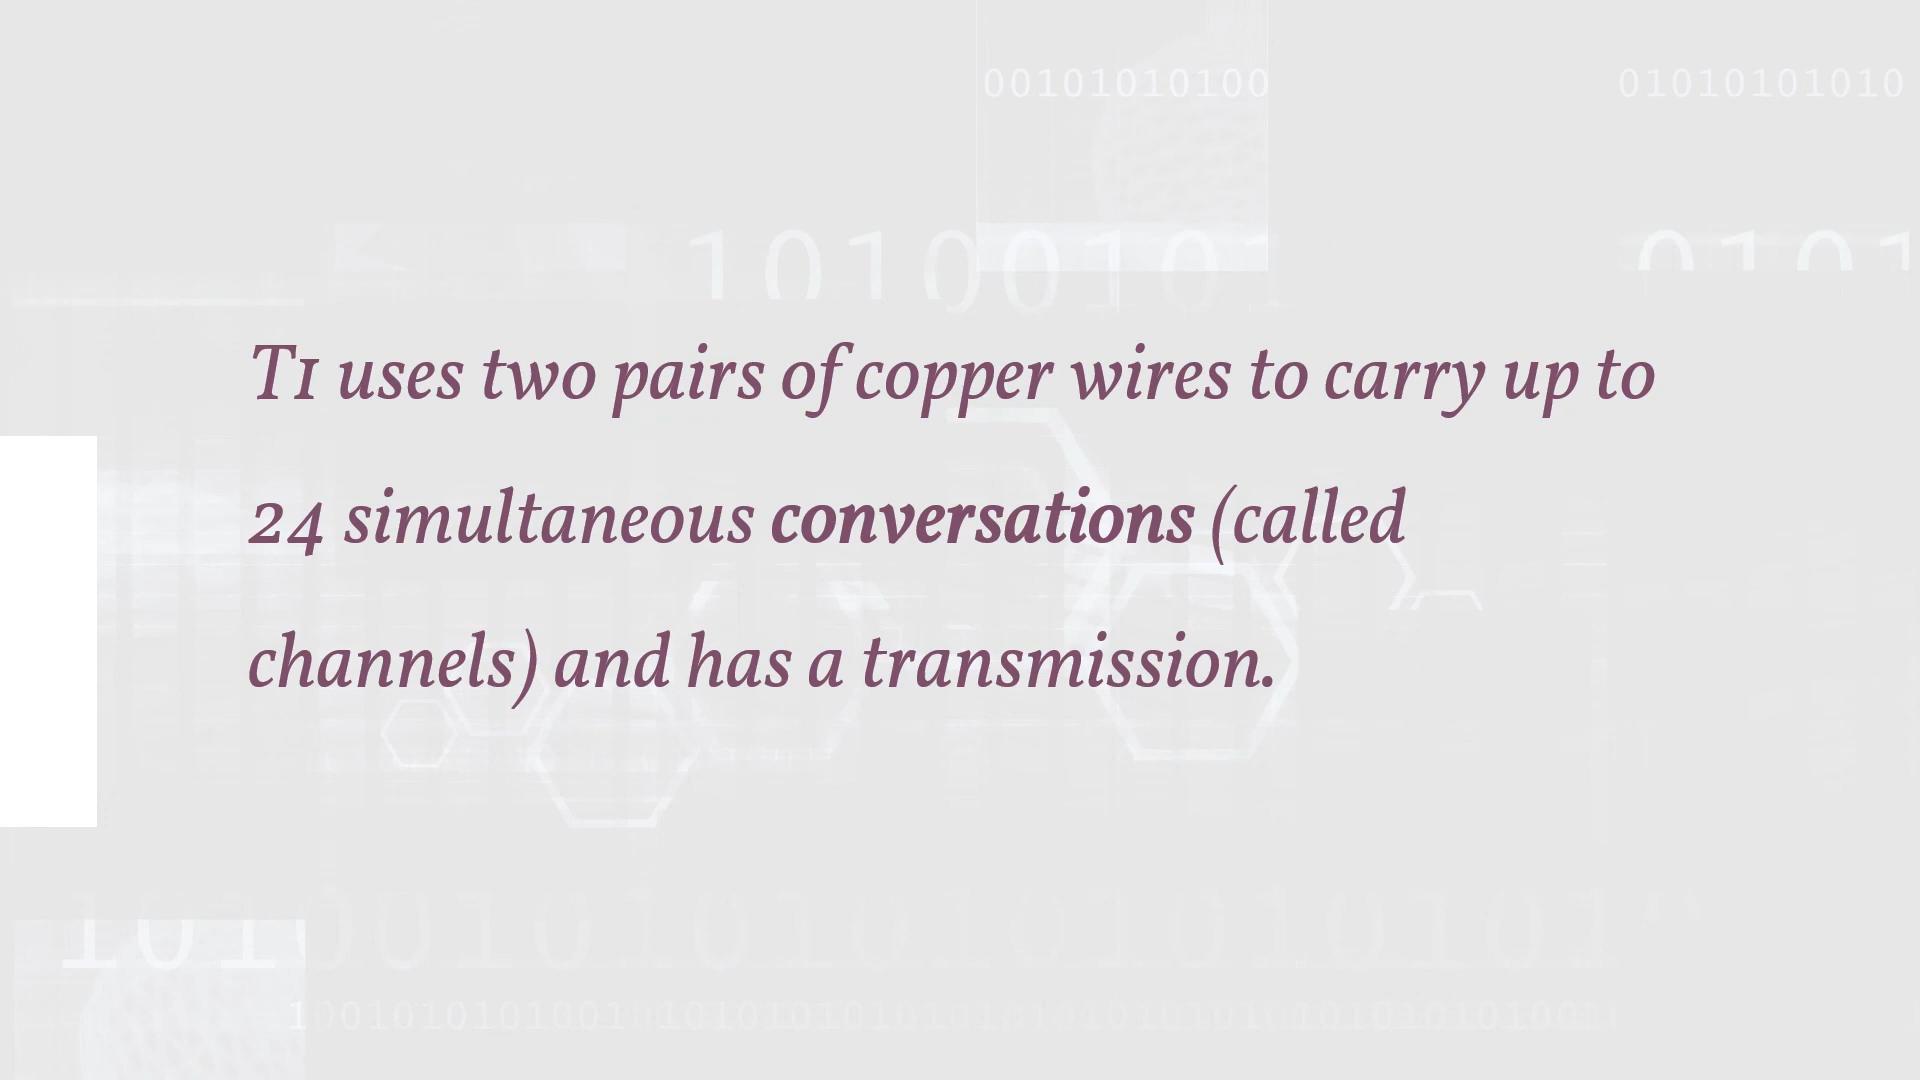 00101010100 01010101010
T1 uses two pairs of copper wires to carry up to
24 simultaneous conversations (called
channels) and has a transmission.